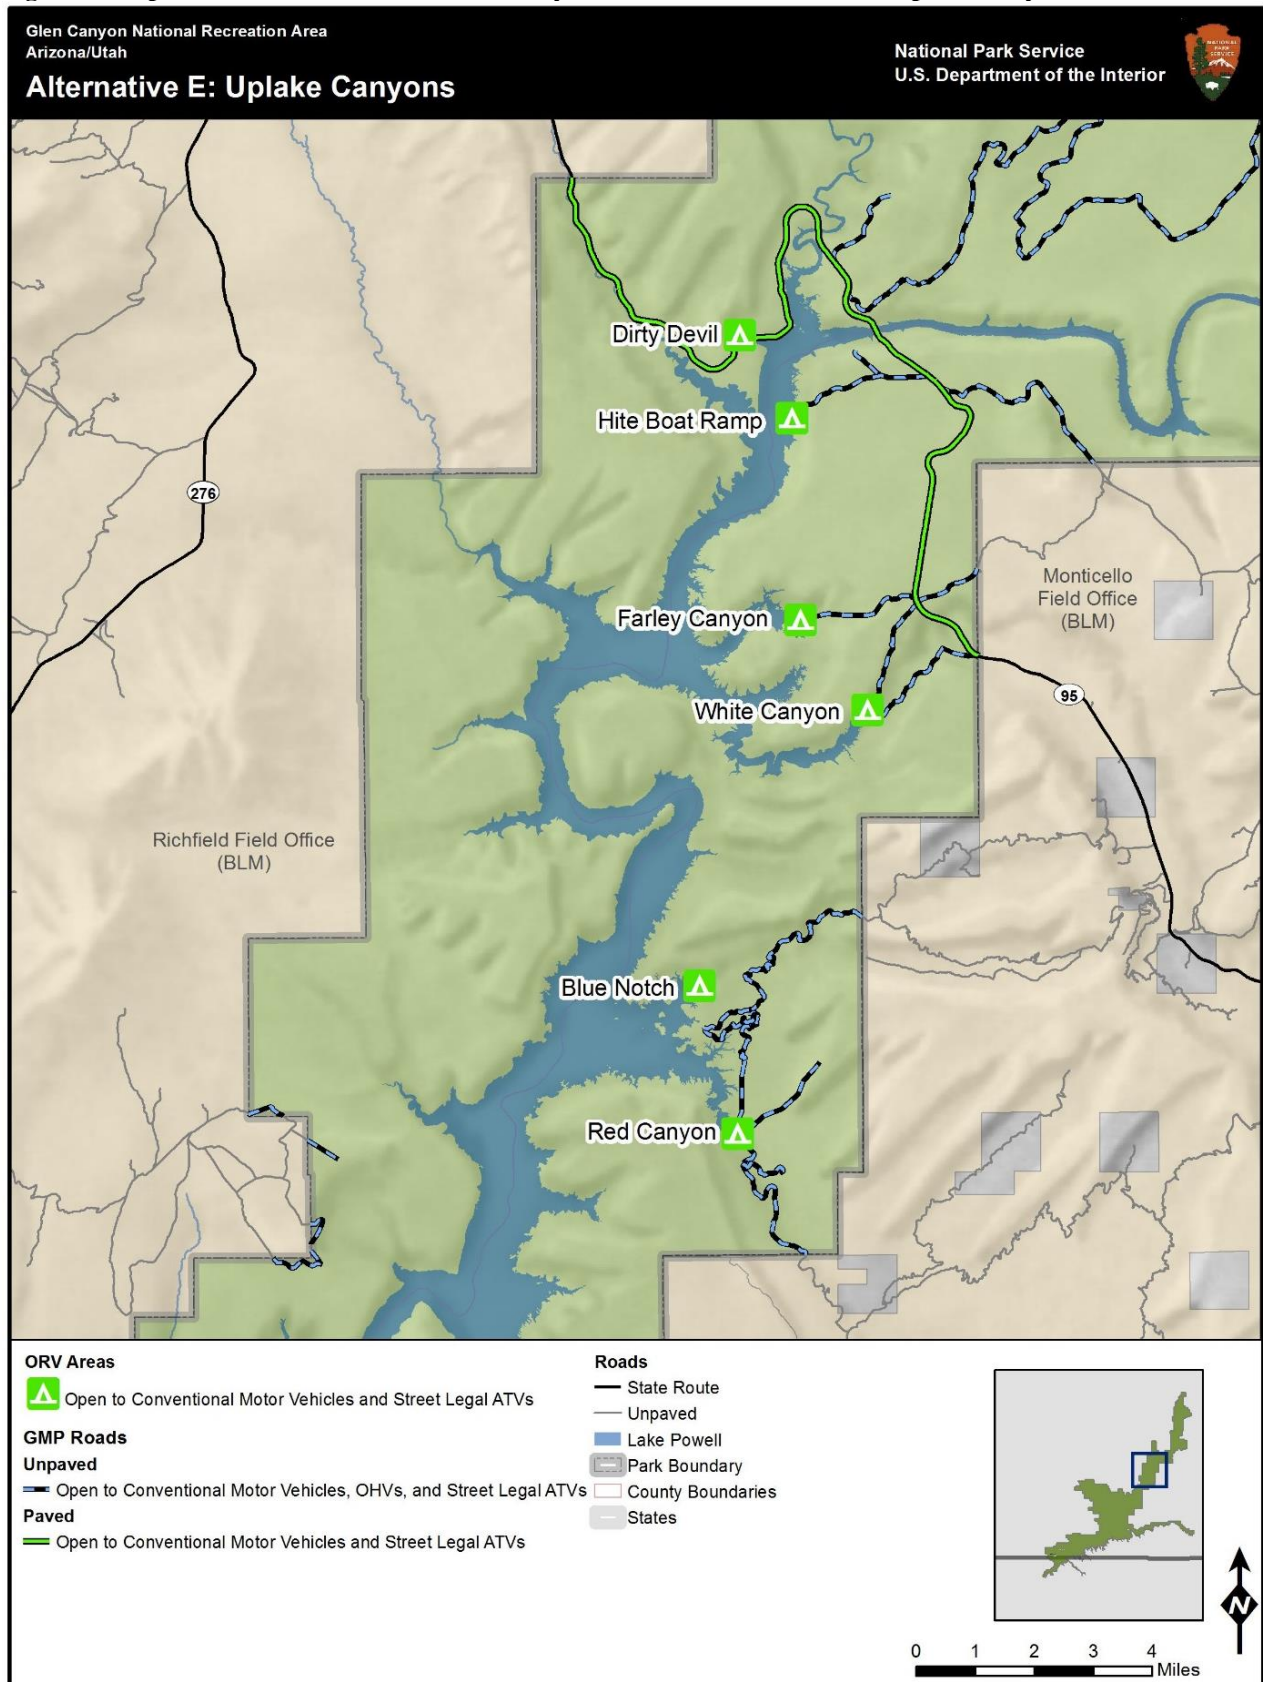 Glen Canyon National Recreation Area
Arizona/Utah
Alternative E: Uplake Canyons
National Park Service
U.S. Department of the Interior
NATIONAL
PARK
SERVICE
Dirty Devil
Hite Boat Ramp
276
Monticello
Field Office
(BLM)
Farley Canyon
White Canyon
95
Richfield Field Office
(BLM)
Blue Notch
Red Canyon
ORV Areas
Open to Conventional Motor Vehicles and Street Legal ATVs
GMP Roads
Unpaved
Open to Conventional Motor Vehicles, OHVs, and Street Legal ATVs
Paved
Open to Conventional Motor Vehicles and Street Legal ATVs
Roads
State Route
Unpaved
Lake Powell
Park Boundary
County Boundaries
States
N
0 1 2 3 4
Miles